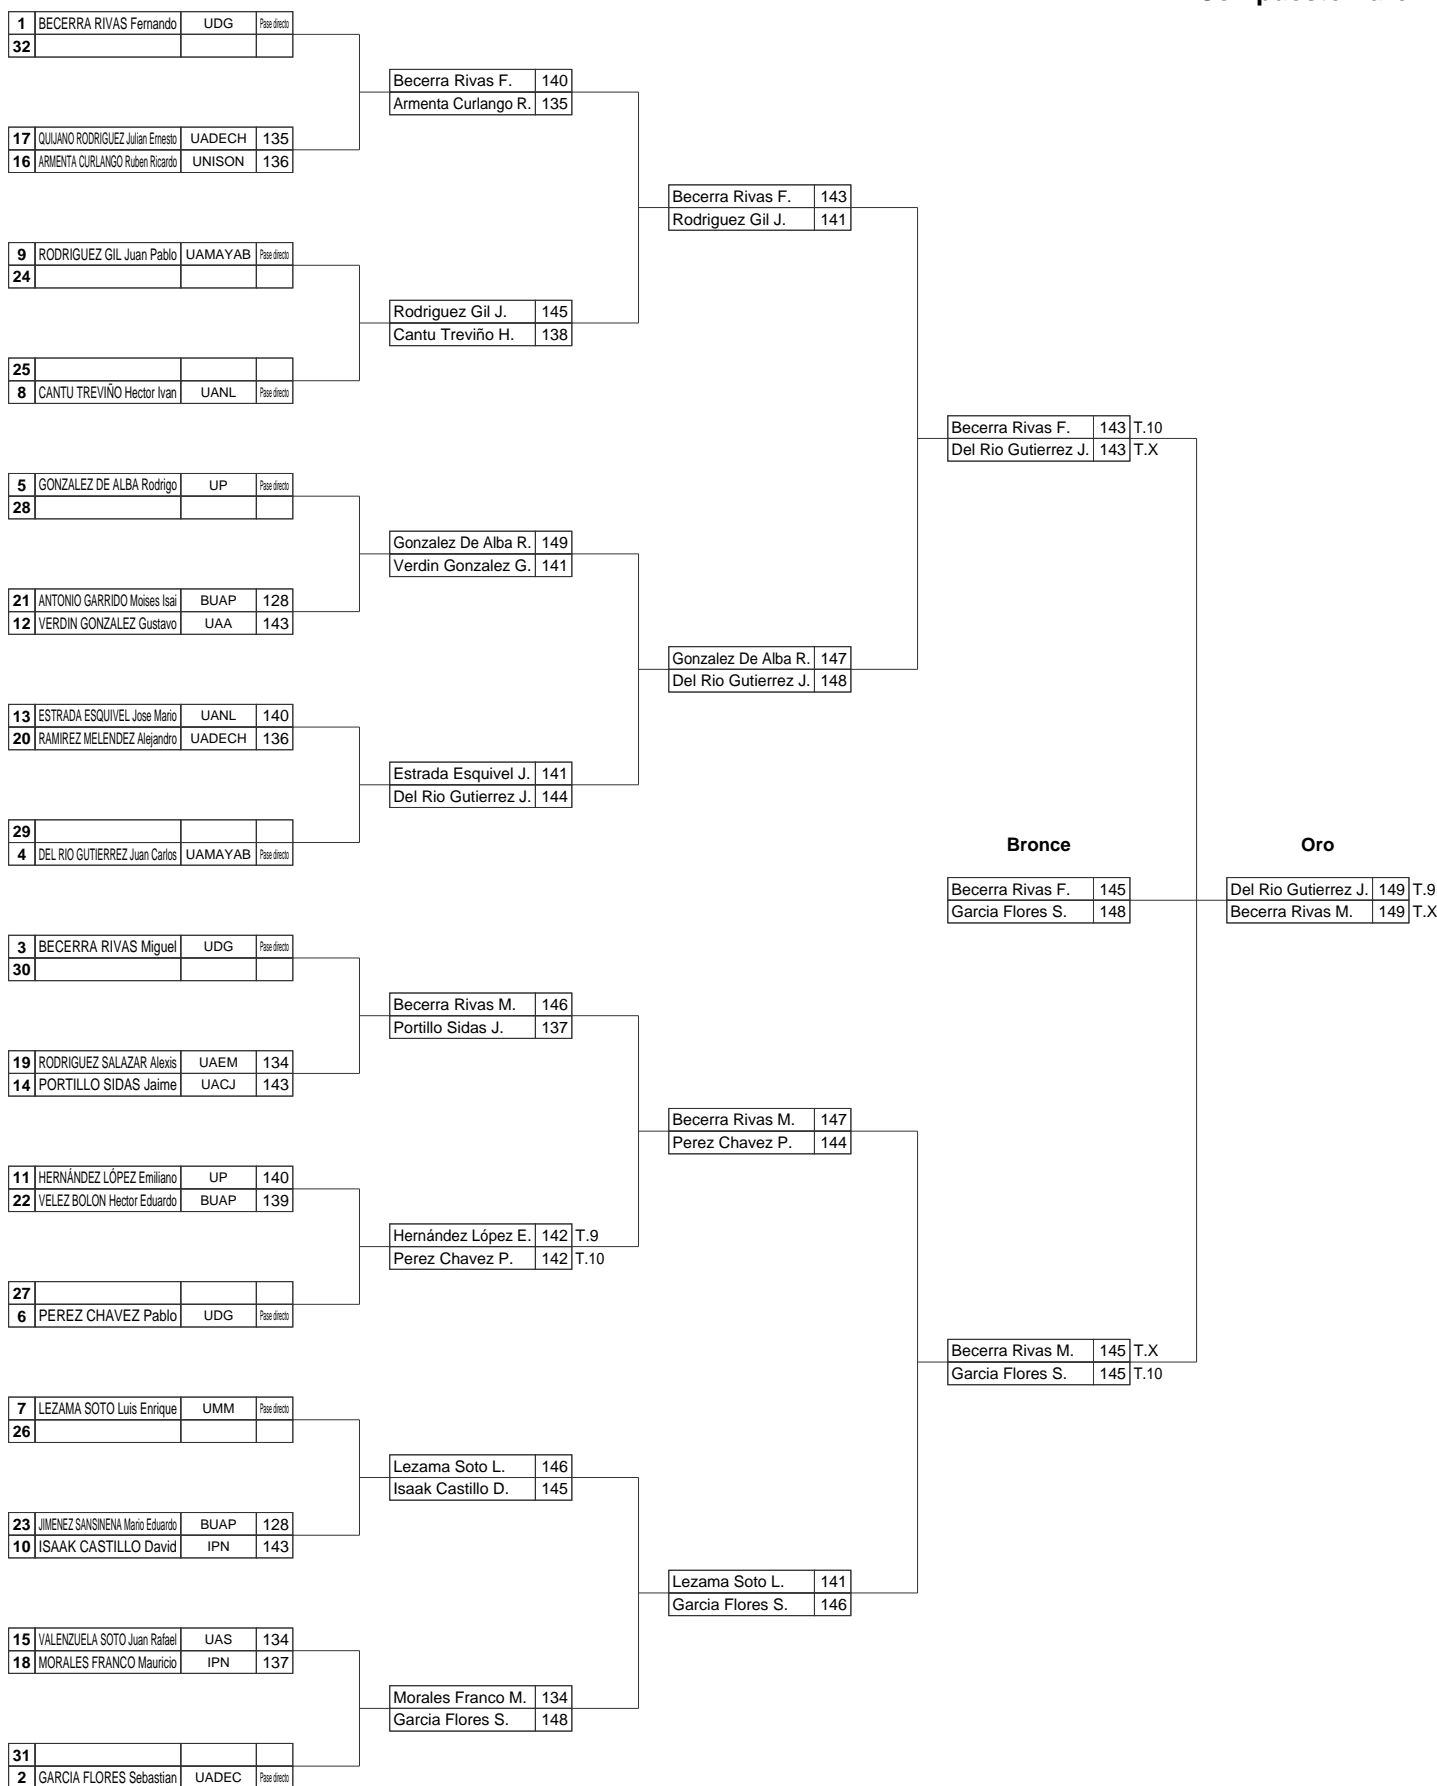 1 BECERRA RIVAS Fernando UDG Pase directo
32
Becerra Rivas F. 140
Armenta Curlango R. 135
17 QUIJANO RODRIGUEZ Julian Ernesto UADECH 135
16 ARMENTA CURLANGO Ruben Ricardo UNISON 136
Becerra Rivas F. 143
Rodriguez Gil J. 141
9 RODRIGUEZ GIL Juan Pablo UAMAYAB Pase directo
24
Rodriguez Gil J. 145
Cantu Treviño H. 138
25
8 CANTU TREVIÑO Hector Ivan UANL Pase directo
Becerra Rivas F. 143 T.10
Del Rio Gutierrez J. 143 T.X
5 GONZALEZ DE ALBA Rodrigo UP Pase directo
28
Gonzalez De Alba R. 149
Verdin Gonzalez G. 141
21 ANTONIO GARRIDO Moises Isai BUAP 128
12 VERDIN GONZALEZ Gustavo UAA 143
Gonzalez De Alba R. 147
Del Rio Gutierrez J. 148
13 ESTRADA ESQUIVEL Jose Mario UANL 140
20 RAMIREZ MELENDEZ Alejandro UADECH 136
Estrada Esquivel J. 141
Del Rio Gutierrez J. 144
29
4 DEL RIO GUTIERREZ Juan Carlos UAMAYAB Pase directo
Bronce Oro
Becerra Rivas F. 145 Del Rio Gutierrez J. 149 T.9
Garcia Flores S. 148 Becerra Rivas M. 149 T.X
3 BECERRA RIVAS Miguel UDG Pase directo
30
Becerra Rivas M. 146
Portillo Sidas J. 137
19 RODRIGUEZ SALAZAR Alexis UAEM 134
14 PORTILLO SIDAS Jaime UACJ 143
Becerra Rivas M. 147
Perez Chavez P. 144
11 HERNÁNDEZ LÓPEZ Emiliano UP 140
22 VELEZ BOLON Hector Eduardo BUAP 139
Hernández López E. 142 T.9
Perez Chavez P. 142 T.10
27
6 PEREZ CHAVEZ Pablo UDG Pase directo
Becerra Rivas M. 145 T.X
Garcia Flores S. 145 T.10
7 LEZAMA SOTO Luis Enrique UMM Pase directo
26
Lezama Soto L. 146
Isaak Castillo D. 145
23 JIMENEZ SANSINENA Mario Eduardo BUAP 128
10 ISAAK CASTILLO David IPN 143
Lezama Soto L. 141
Garcia Flores S. 146
15 VALENZUELA SOTO Juan Rafael UAS 134
18 MORALES FRANCO Mauricio IPN 137
Morales Franco M. 134
Garcia Flores S. 148
31
2 GARCIA FLORES Sebastian UADEC Pase directo